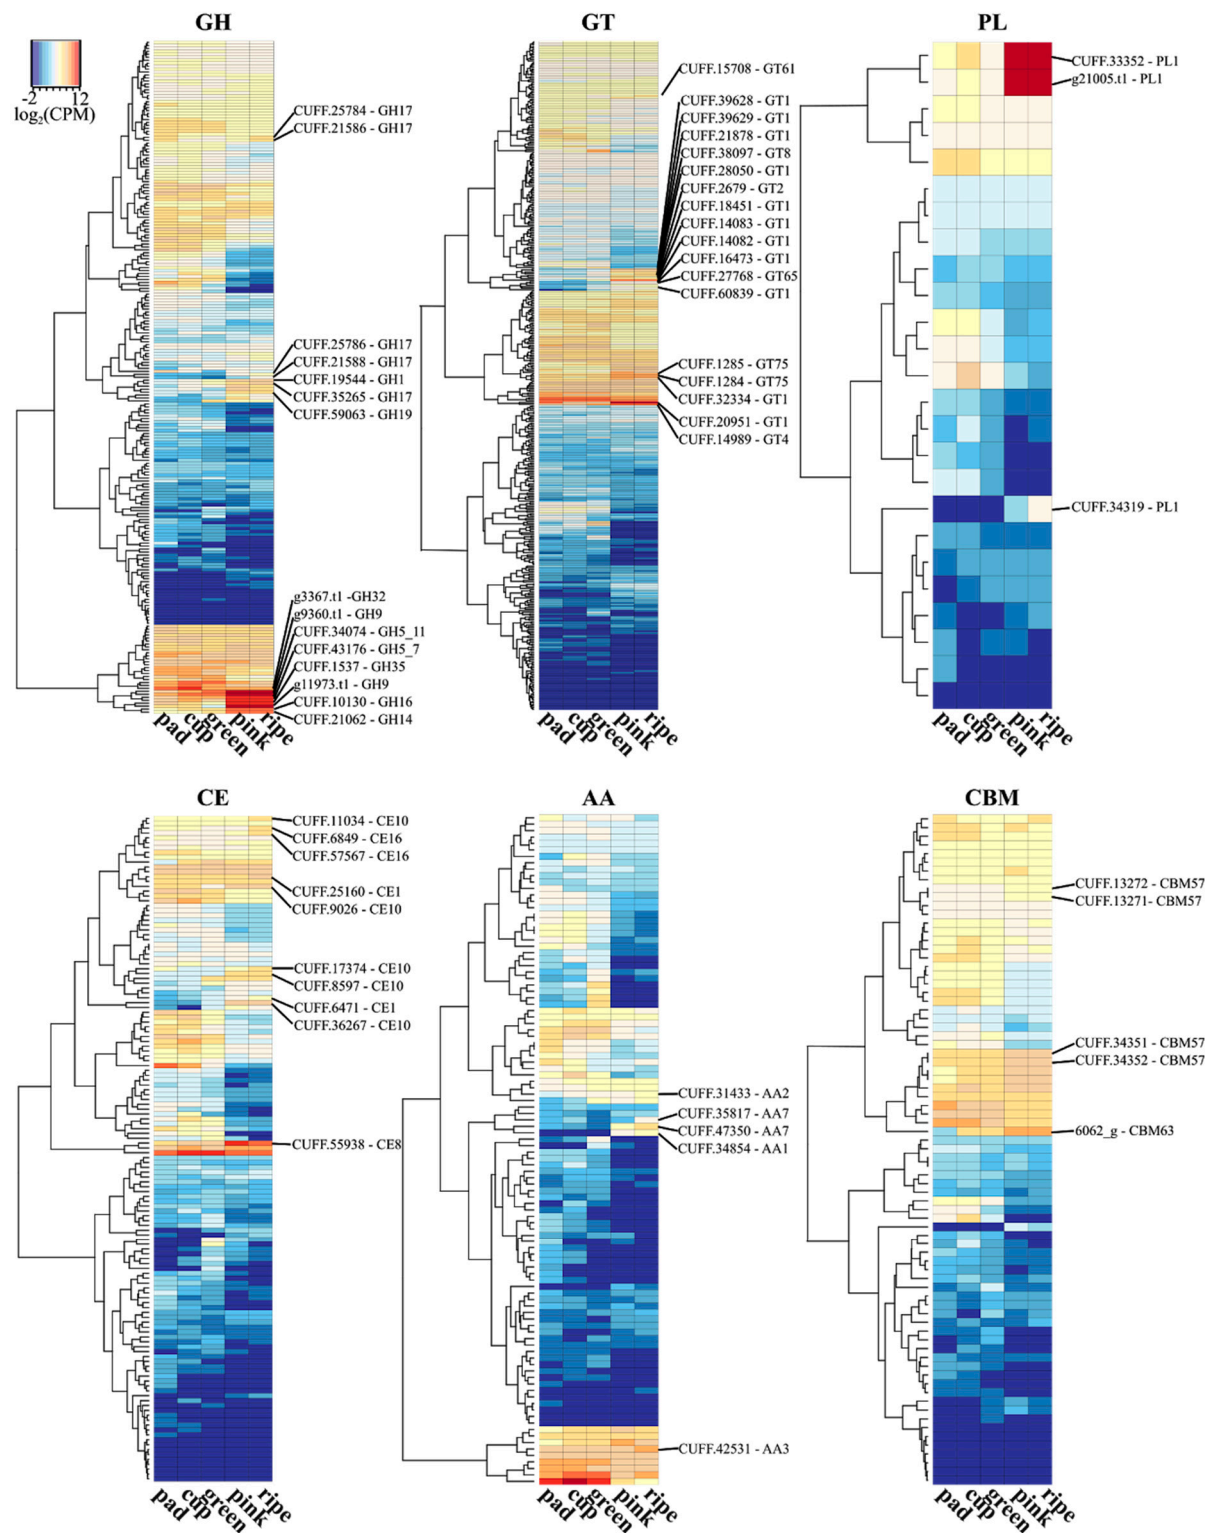 GH
GT
PL
-2 12
log₂(CPM)
CUFF.25784 - GH17
CUFF.21586 - GH17
CUFF.25786 - GH17
CUFF.21588 - GH17
CUFF.19544 - GH1
CUFF.35265 - GH17
CUFF.59063 - GH19
g3367.t1 -GH32
g9360.t1 -GH9
CUFF.34074 - GH5_11
CUFF.43176 - GH5_7
CUFF.1537 - GH35
g11973.t1 - GH9
CUFF.10130 - GH16
CUFF.21062 - GH14
pad cup green pink ripe
CUFF.15708 - GT61
CUFF.39628 - GT1
CUFF.39629 - GT1
CUFF.21878 - GT1
CUFF.38097 - GT8
CUFF.28050 - GT1
CUFF.2679 - GT2
CUFF.18451 - GT1
CUFF.14083 - GT1
CUFF.14082 - GT1
CUFF.16473 - GT1
CUFF.27768 - GT65
CUFF.60839 - GT1
CUFF.1285 - GT75
CUFF.1284 - GT75
CUFF.32334 - GT1
CUFF.20951 - GT1
CUFF.14989 - GT4
pad cup green pink ripe
CUFF.33352 - PL1
g21005.t1 - PL1
CUFF.34319 - PL1
pad cup green pink ripe
CE
AA
CBM
CUFF.11034 - CE10
CUFF.6849 - CE16
CUFF.57567 - CE16
CUFF.25160 - CE1
CUFF.9026 - CE10
CUFF.17374 - CE10
CUFF.8597 - CE10
CUFF.6471 - CE1
CUFF.36267 - CE10
CUFF.55938 - CE8
pad cup green pink ripe
CUFF.31433 - AA2
CUFF.35817 - AA7
CUFF.47350 - AA7
CUFF.34854 - AA1
CUFF.42531 - AA3
pad cup green pink ripe
CUFF.13272 - CBM57
CUFF.13271- CBM57
CUFF.34351 - CBM57
CUFF.34352 - CBM57
6062_g - CBM63
pad cup green pink ripe